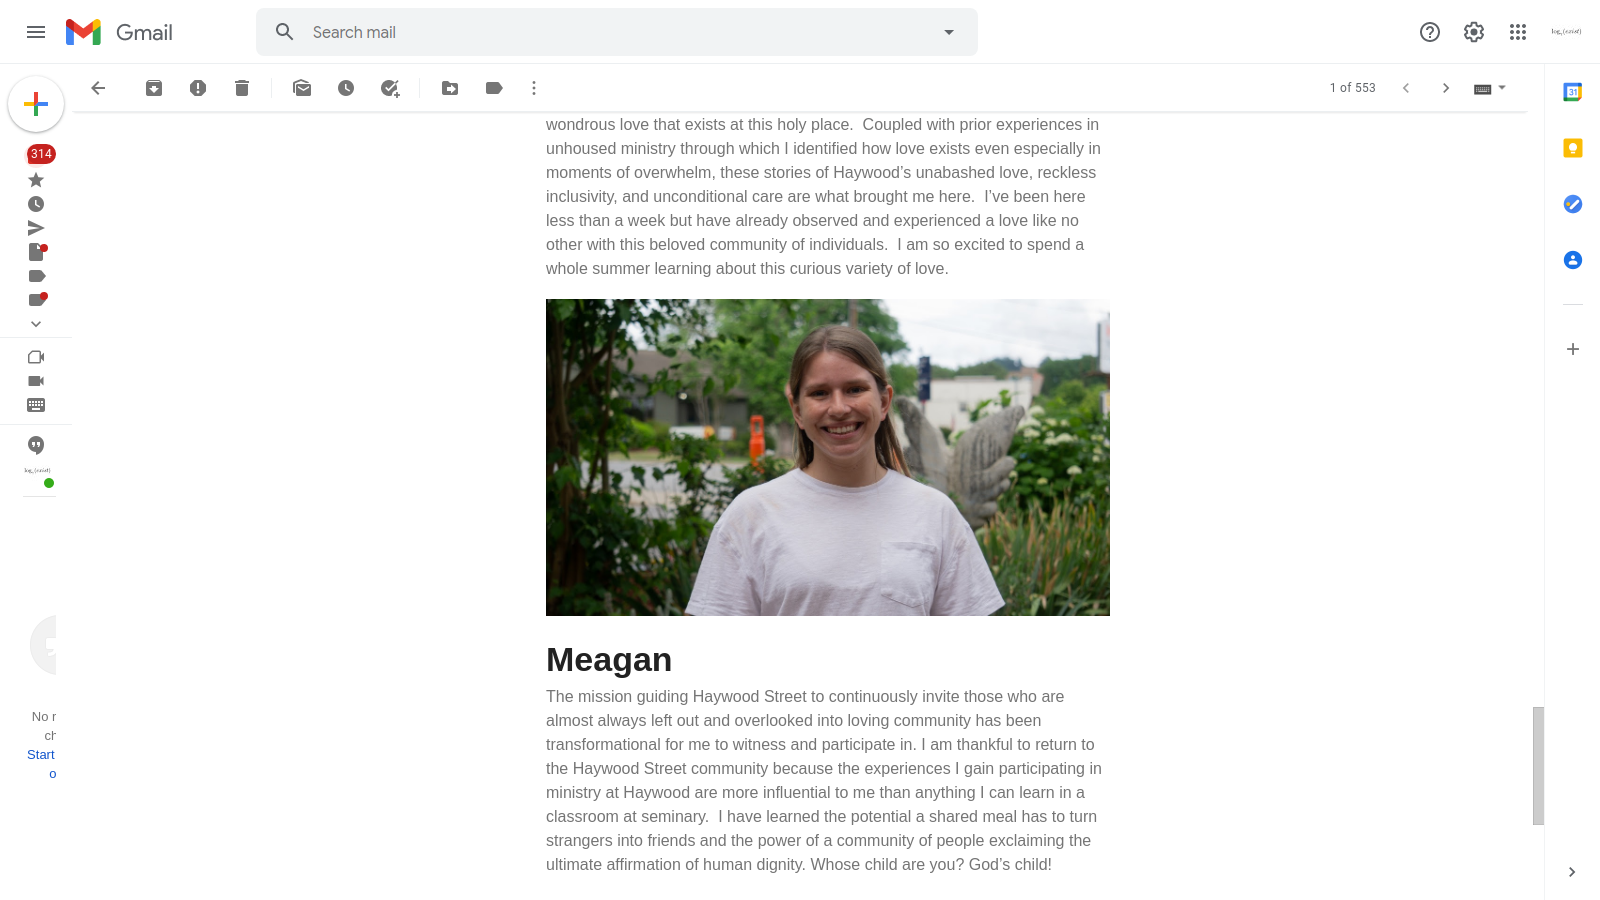 Gmail
Search mail
log_e(exist)
1 of 553
31
314
wondrous love that exists at this holy place.  Coupled with prior experiences in
unhoused ministry through which I identified how love exists even especially in
moments of overwhelm, these stories of Haywood’s unabashed love, reckless
inclusivity, and unconditional care are what brought me here.  I’ve been here
less than a week but have already observed and experienced a love like no
other with this beloved community of individuals.  I am so excited to spend a
whole summer learning about this curious variety of love.
Meagan
The mission guiding Haywood Street to continuously invite those who are
almost always left out and overlooked into loving community has been
transformational for me to witness and participate in. I am thankful to return to
the Haywood Street community because the experiences I gain participating in
ministry at Haywood are more influential to me than anything I can learn in a
classroom at seminary.  I have learned the potential a shared meal has to turn
strangers into friends and the power of a community of people exclaiming the
ultimate affirmation of human dignity. Whose child are you? God’s child!
No r
ch
Start
o